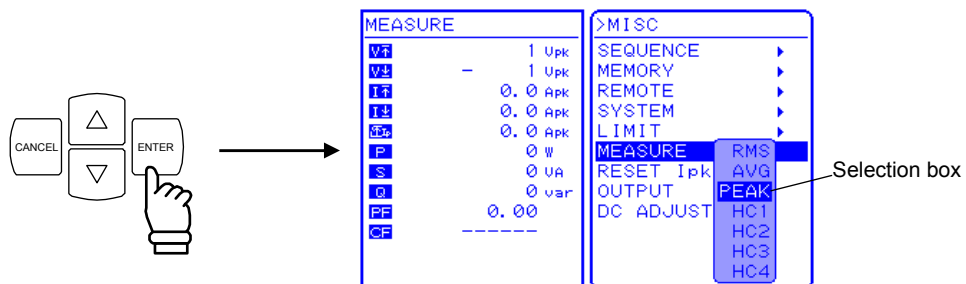 CANCEL
ENTER
MEASURE
V 1 Vpk
V - 1 Vpk
I 0.0 Apk
I 0.0 Apk
0.0 Apk
P 0 W
S 0 VA
Q 0 var
PF 0.00
CF ------
>MISC
SEQUENCE
MEMORY
REMOTE
SYSTEM
LIMIT
MEASURE
RESET Ipk
OUTPUT
DC ADJUST
RMS
AVG
PEAK
HC1
HC2
HC3
HC4
Selection box